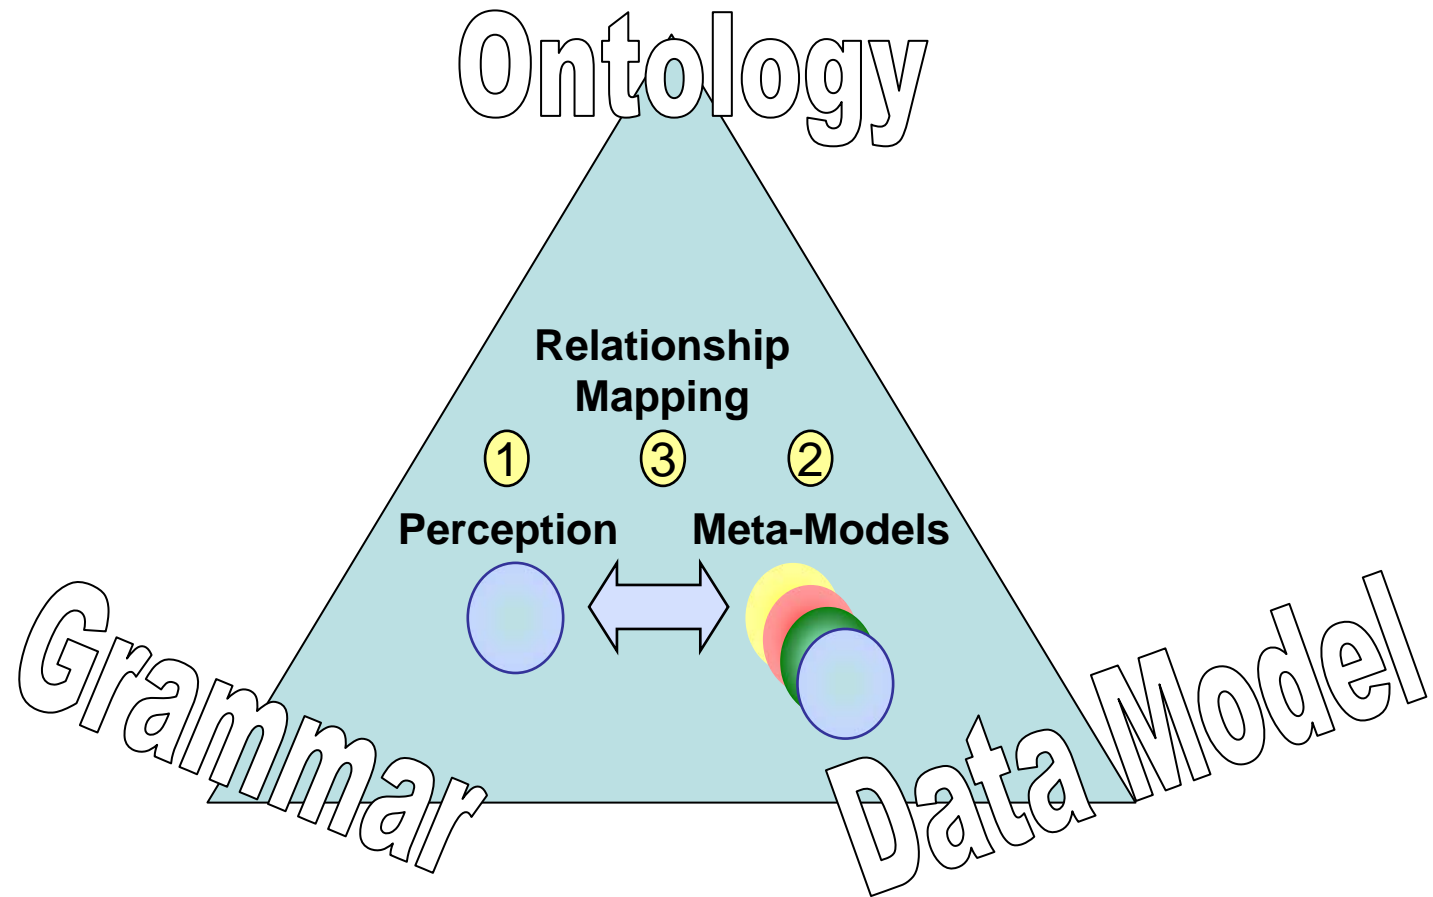 Ontology
Relationship
Mapping
1 3 2
Perception Meta-Models
Grammar
Data Model